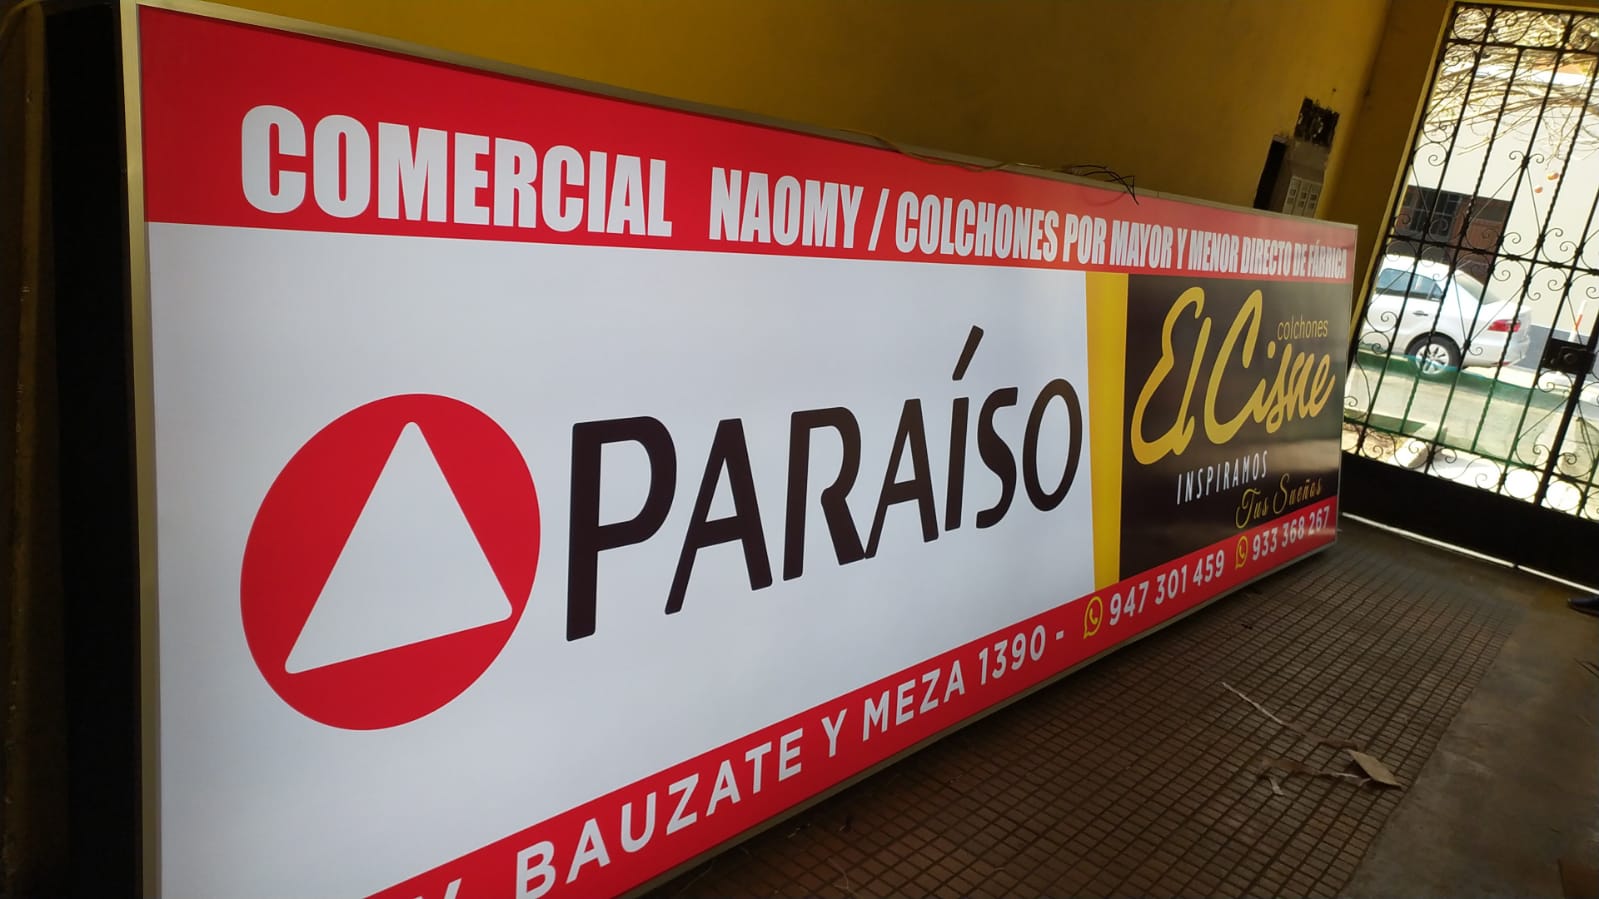 COMERCIAL NAOMY / COLCHONES POR MAYOR Y MENOR DIRECTO DE FÁBRICA
PARAÍSO
colchones
El Cisne
INSPIRAMOS
Tus Sueños
BAUZATE Y MEZA 1390 - 947 301 459 933 368 267